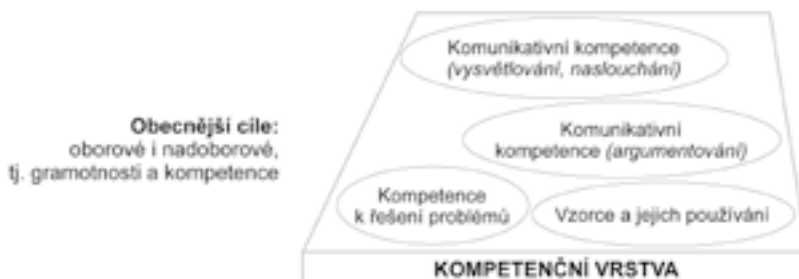 Obecnější cíle:
oborové i nadoborové,
tj. gramotnosti a kompetence
Komunikativní kompetence
(vysvětlování, naslouchání)
Komunikativní
kompetence (argumentování)
Kompetence
k řešení problémů
Vzorce a jejich používání
KOMPETENČNÍ VRSTVA